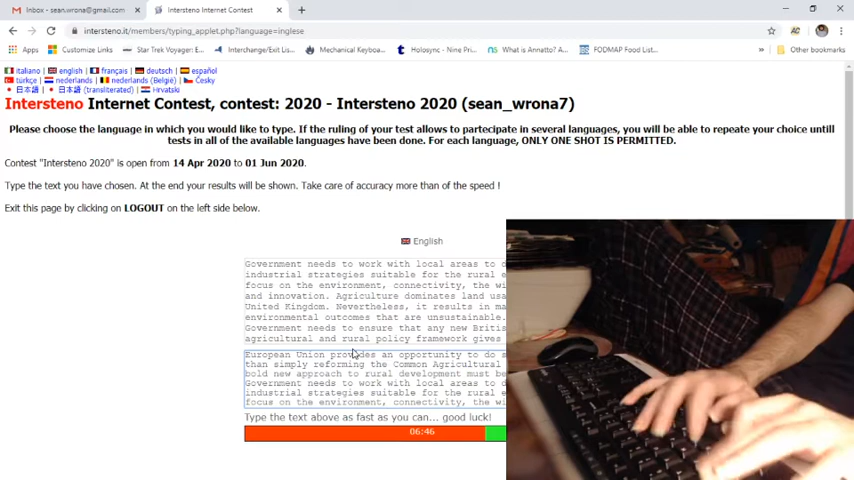 Inbox - sean.wrona@gmail.com
Intersteno Internet Contest
intersteno.it/members/typing_applet.php?language=inglese
Apps Customize Links Star Trek Voyager: E... Interchange/Exit Lis... Mechanical Keyboa... Holosync - Nine Pri... What is Annatto? A... FODMAP Food List... » Other bookmarks
italiano | english | français | deutsch | español
türkçe | nederlands | nederlands (België) | Český
日本語 | 日本語 (transliterated) | Hrvatski
Intersteno Internet Contest, contest: 2020 - Intersteno 2020 (sean_wrona7)
Please choose the language in which you would like to type. If the ruling of your test allows to partecipate in several languages, you will be able to repeate your choice untill
tests in all of the available languages have been done. For each language, ONLY ONE SHOT IS PERMITTED.
Contest "Intersteno 2020" is open from 14 Apr 2020 to 01 Jun 2020.
Type the text you have chosen. At the end your results will be shown. Take care of accuracy more than of the speed !
Exit this page by clicking on LOGOUT on the left side below.
English
Government needs to work with local areas to d
industrial strategies suitable for the rural e
focus on the environment, connectivity, the wi
and innovation. Agriculture dominates land usa
United Kingdom. Nevertheless, it results in ma
environmental outcomes that are unsustainable.
Government needs to ensure that any new Britis
agricultural and rural policy framework gives
European Union provides an opportunity to do s
than simply reforming the Common Agricultural
bold new approach to rural development must be
Government needs to work with local areas to d
industrial strategies suitable for the rural e
focus on the environment, connectivity, the wi
Type the text above as fast as you can... good luck!
06:46